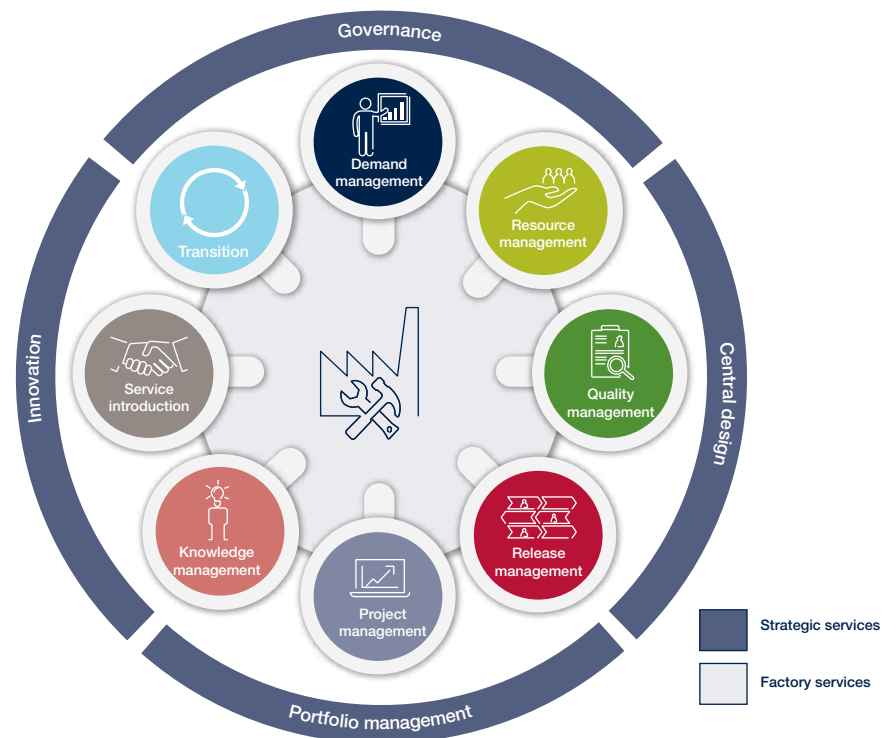 Governance
Demand
management
Resource
management
Transition
Innovation
Service
introduction
Quality
management
Central design
Knowledge
management
Release
management
Project
management
Portfolio management
Strategic services
Factory services